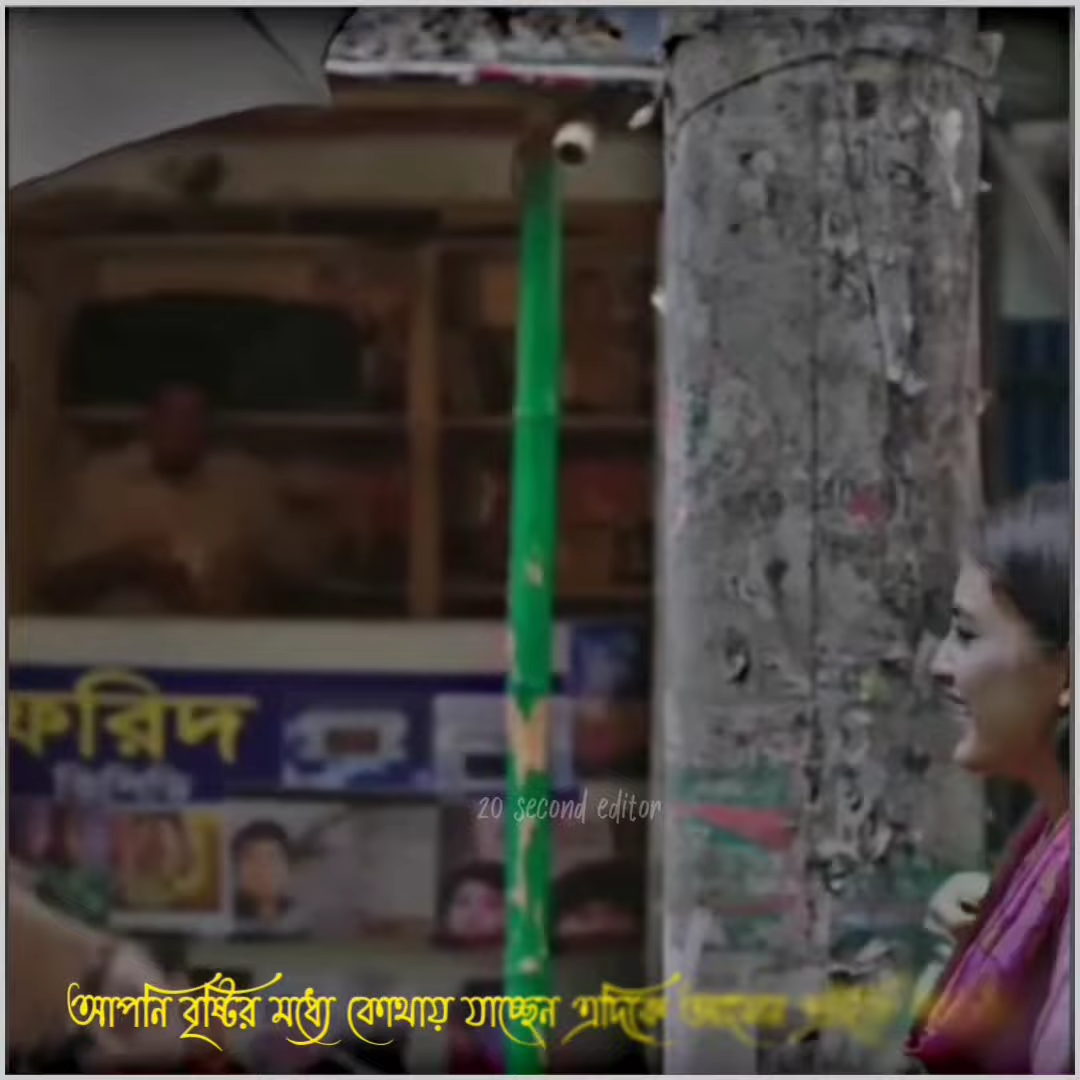 ফরিদ
20 second editor
আপনি বৃষ্টির মধ্যে কোথায় যাচ্ছেন এদিকে